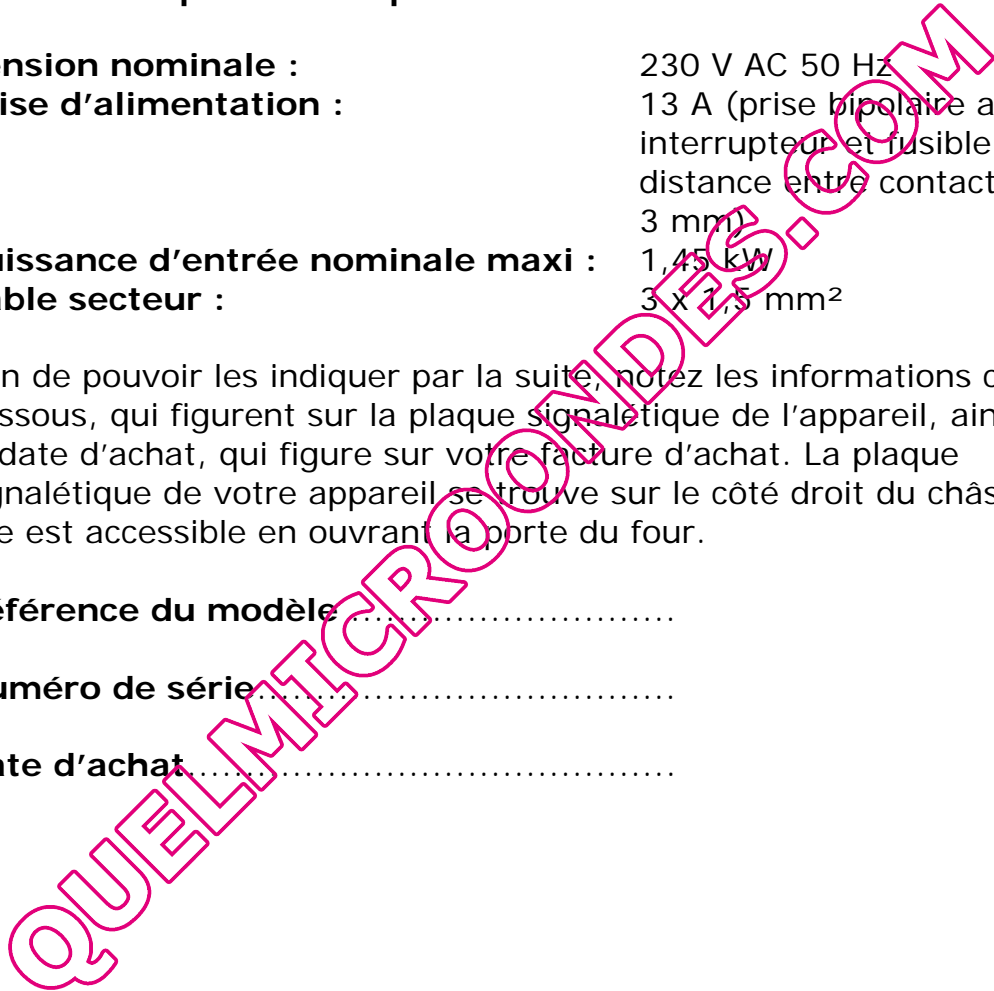 ension nominale : 230 V AC 50 Hz
ise d’alimentation : 13 A (prise bipolaire a
interrupteur et fusible
distance entre contact
3 mm)
uissance d’entrée nominale maxi : 1,45 kW
able secteur : 3 x 1,5 mm²
n de pouvoir les indiquer par la suite, notez les informations c
ssous, qui figurent sur la plaque signalétique de l’appareil, ain
date d’achat, qui figure sur votre facture d’achat. La plaque
gnalétique de votre appareil se trouve sur le côté droit du châs
e est accessible en ouvrant la porte du four.
éférence du modèle ..............................
uméro de série.......................................
ate d’achat.............................................
QUELMICROONDES.COM